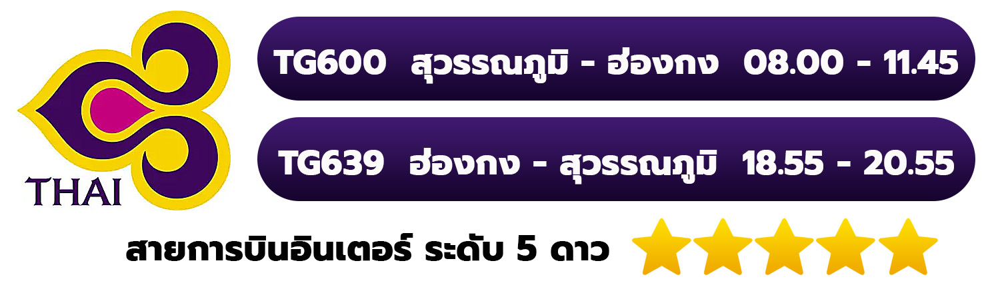 TG600 สุวรรณภูมิ - ฮ่องกง 08.00 - 11.45
TG639 ฮ่องกง - สุวรรณภูมิ 18.55 - 20.55
THAI
สายการบินอินเตอร์ ระดับ 5 ดาว